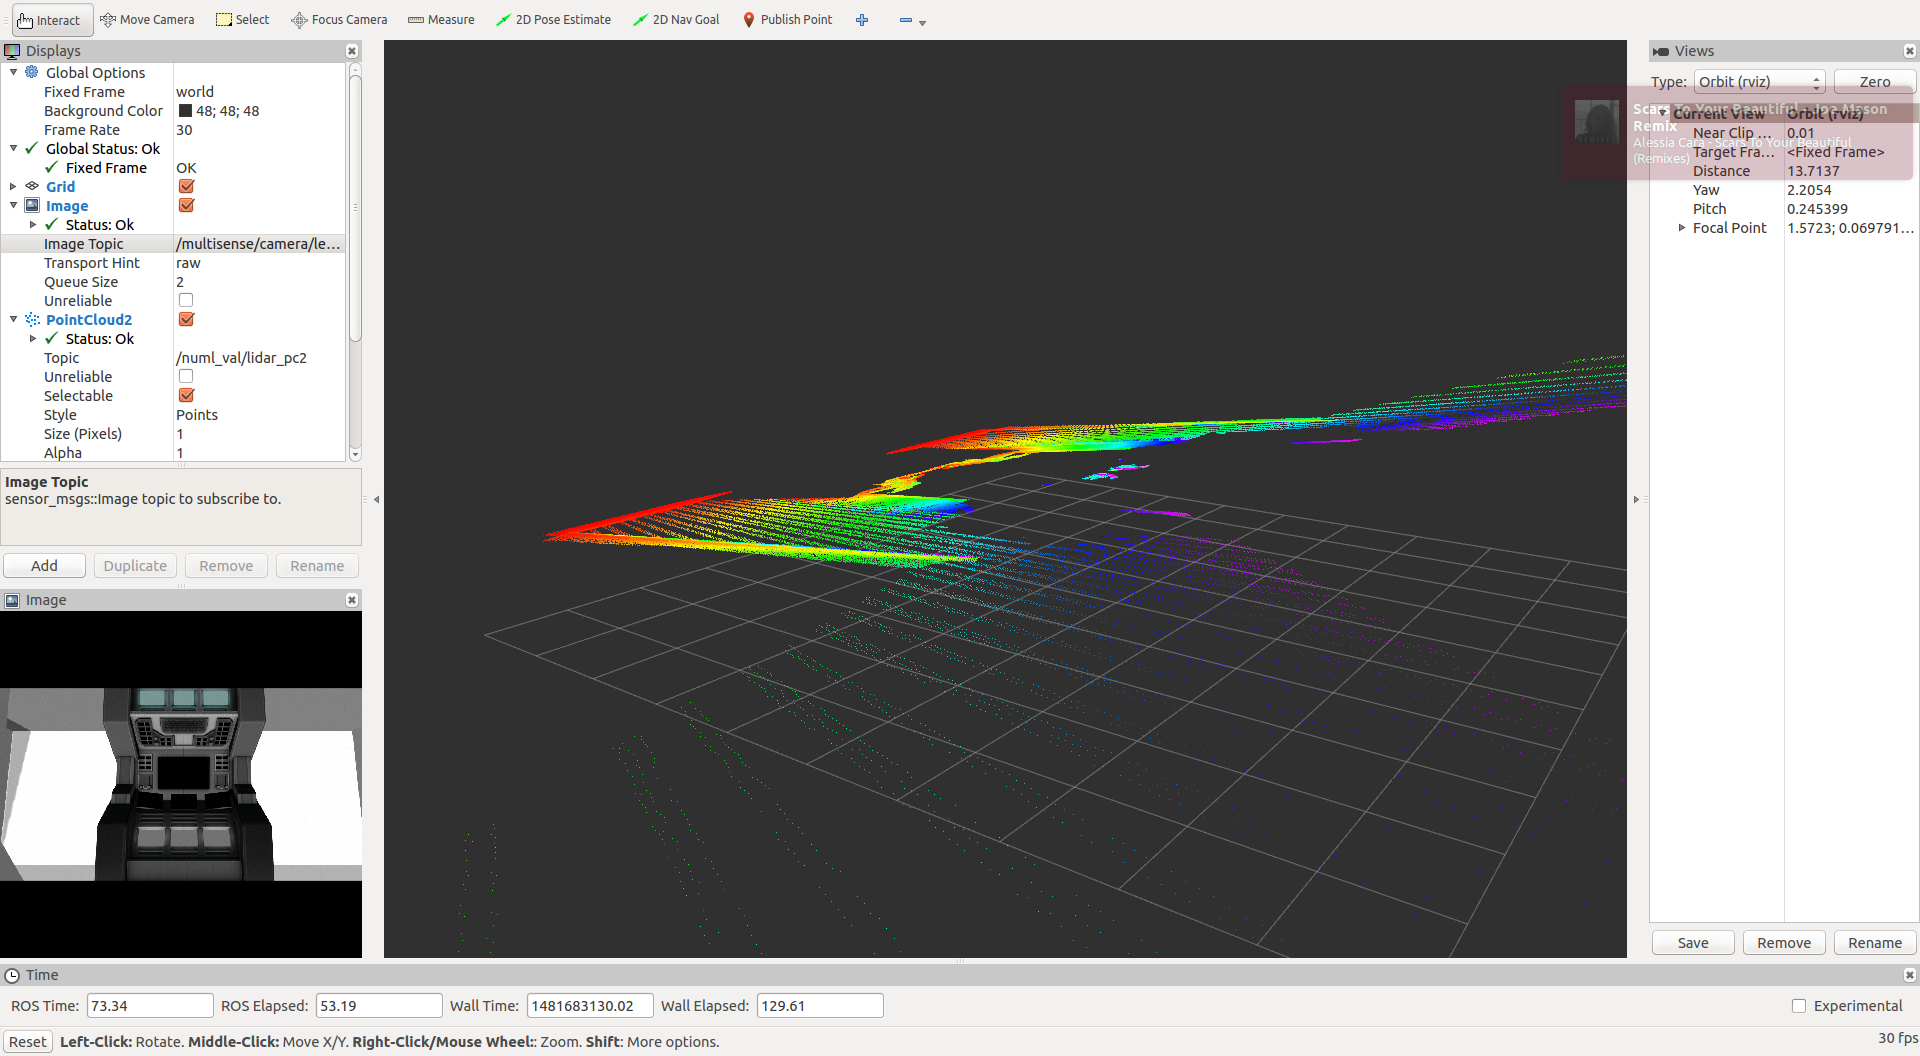 Interact Move Camera Select Focus Camera Measure 2D Pose Estimate 2D Nav Goal Publish Point
Displays
Global Options
Fixed Frame world
Background Color 48; 48; 48
Frame Rate 30
Global Status: Ok
Fixed Frame OK
Grid
Image
Status: Ok
Image Topic /multisense/camera/le...
Transport Hint raw
Queue Size 2
Unreliable
PointCloud2
Status: Ok
Topic /numl_val/lidar_pc2
Unreliable
Selectable
Style Points
Size (Pixels) 1
Alpha 1
Image Topic
sensor_msgs::Image topic to subscribe to.
Add Duplicate Remove Rename
Image
Views
Type: Orbit (rviz) Zero
Scars To Your Beautiful - Joe Mason
Remix
Alessia Cara - Scars To Your Beautiful
(Remixes)
Current View Orbit (rviz)
Near Clip ... 0.01
Target Fra... <Fixed Frame>
Distance 13.7137
Yaw 2.2054
Pitch 0.245399
Focal Point 1.5723; 0.069791...
Save Remove Rename
Time
ROS Time: 73.34 ROS Elapsed: 53.19 Wall Time: 1481683130.02 Wall Elapsed: 129.61 Experimental
Reset Left-Click: Rotate. Middle-Click: Move X/Y. Right-Click/Mouse Wheel:: Zoom. Shift: More options. 30 fps